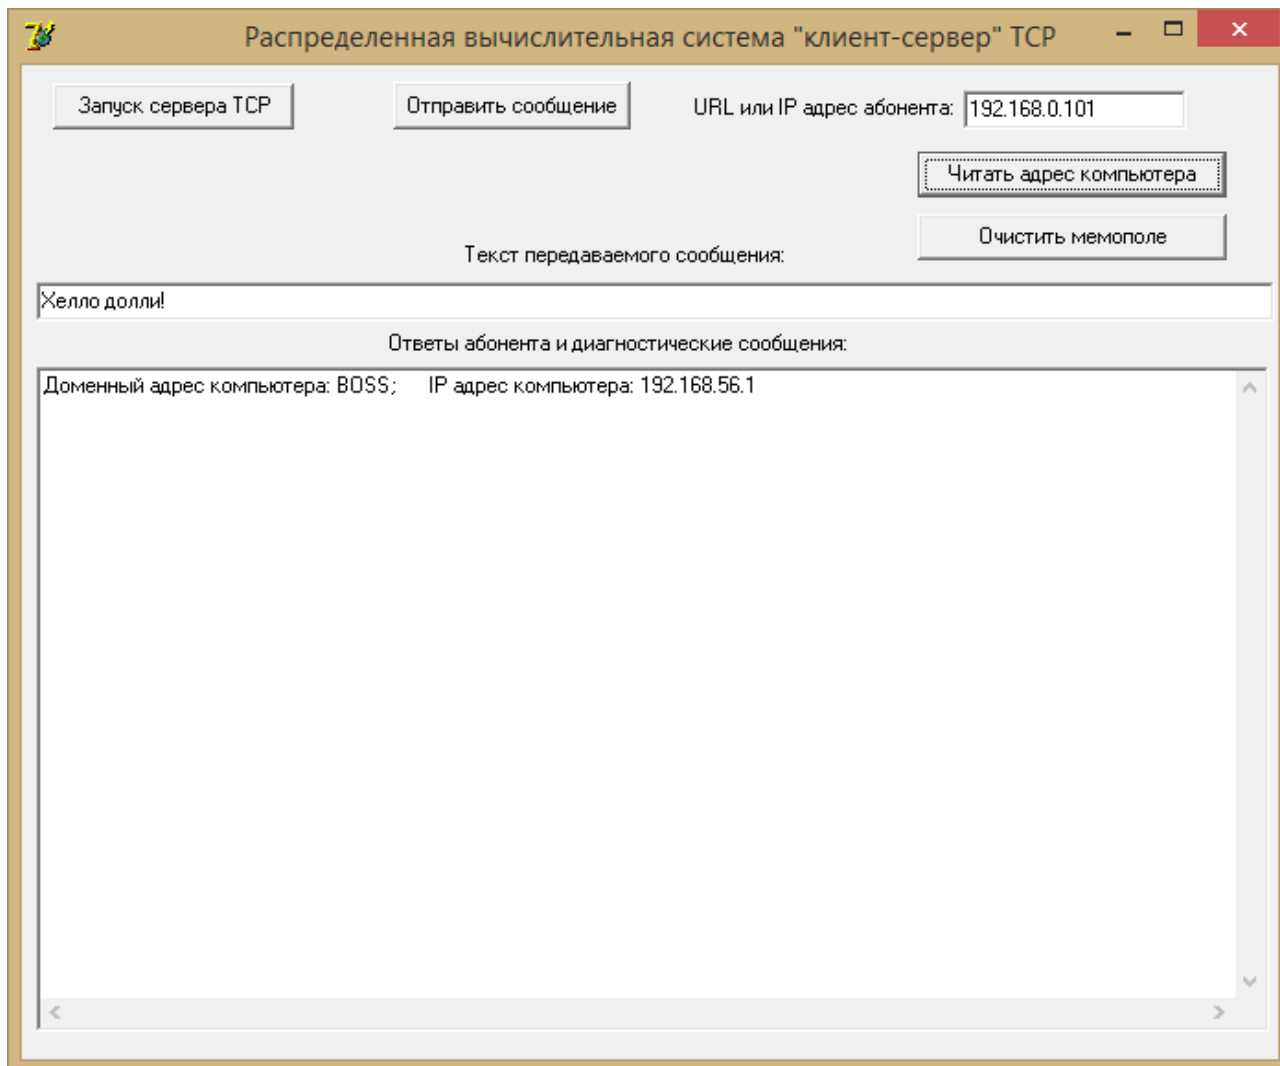 Распределенная вычислительная система "клиент-сервер" TCP
Запуск сервера TCP
Отправить сообщение
URL или IP адрес абонента: 192.168.0.101
Читать адрес компьютера
Очистить мемополе
Текст передаваемого сообщения:
Хелло долли!
Ответы абонента и диагностические сообщения:
Доменный адрес компьютера: BOSS; IP адрес компьютера: 192.168.56.1